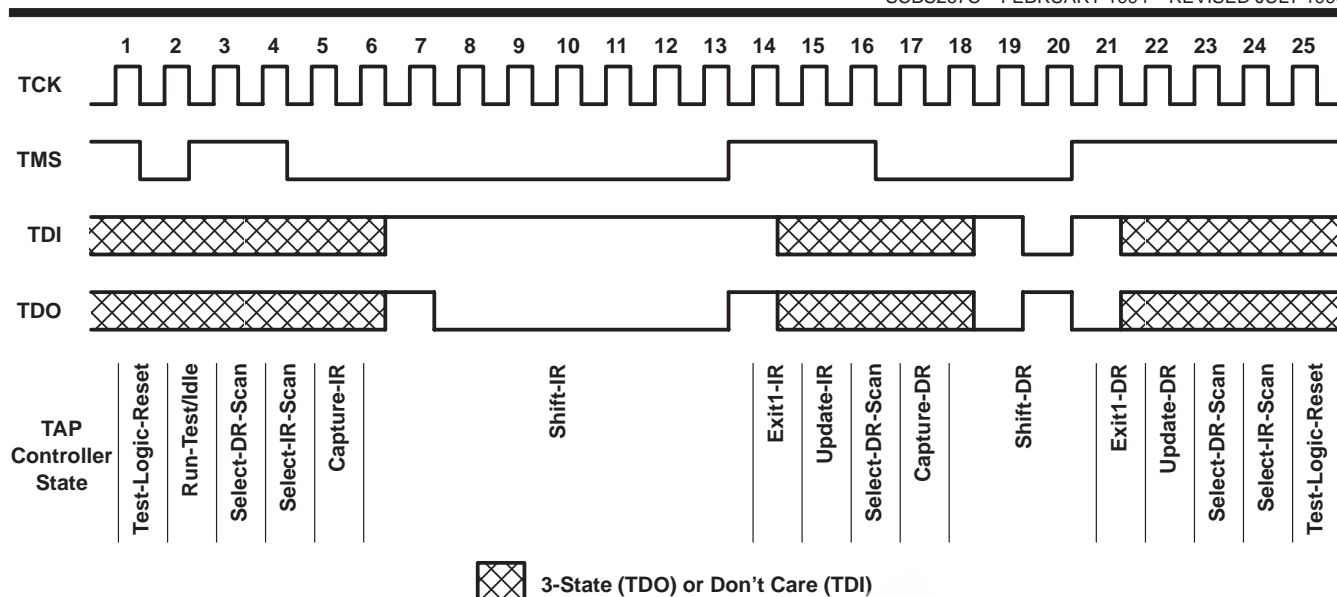 1 2 3 4 5 6 7 8 9 10 11 12 13 14 15 16 17 18 19 20 21 22 23 24 25
TCK
TMS
TDI
TDO
TAP
Controller
State
Test-Logic-Reset
Run-Test/Idle
Select-DR-Scan
Select-IR-Scan
Capture-IR
Shift-IR
Exit1-IR
Update-IR
Select-DR-Scan
Capture-DR
Shift-DR
Exit1-DR
Update-DR
Select-DR-Scan
Select-IR-Scan
Test-Logic-Reset
3-State (TDO) or Don't Care (TDI)